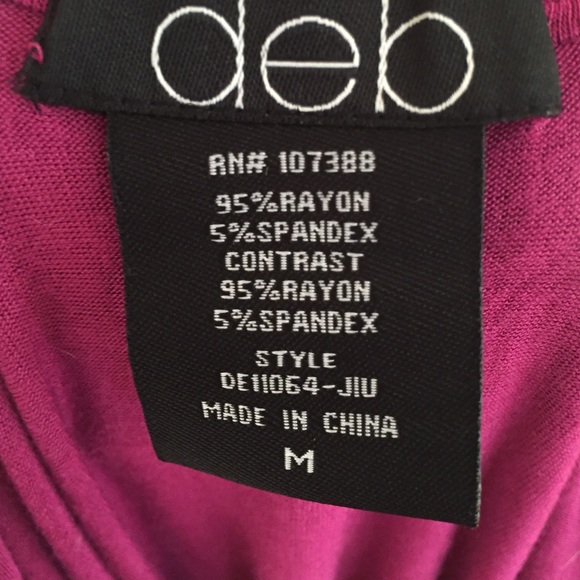 deb
RN# 107388
95%RAYON
5%SPANDEX
CONTRAST
95%RAYON
5%SPANDEX
STYLE
DE11064-JIU
MADE IN CHINA
M